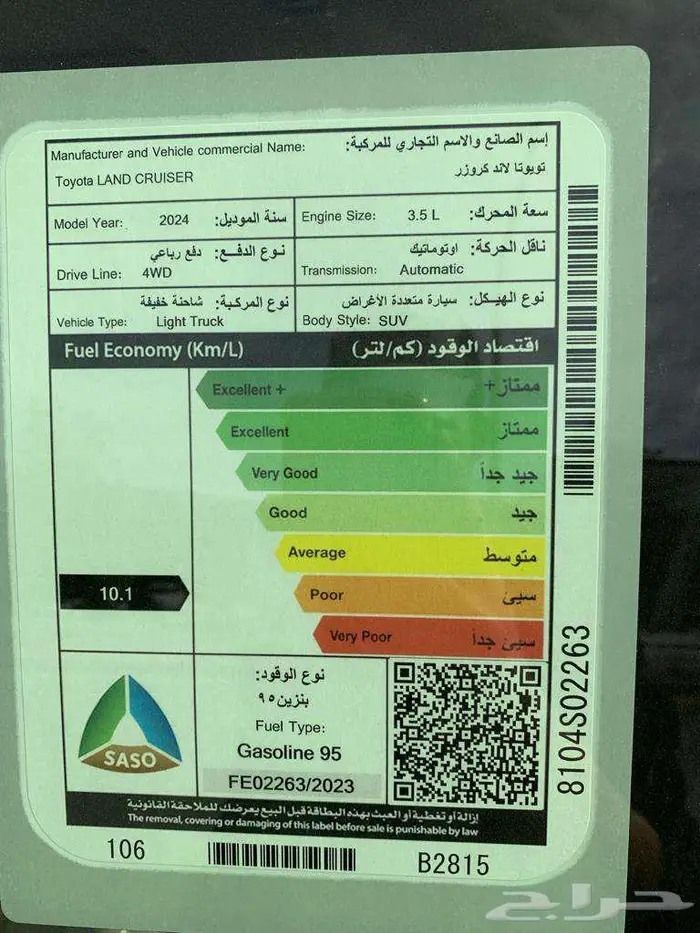 إسم الصانع والاسم التجاري للمركبة:
Manufacturer and Vehicle commercial Name:
تويوتا لاند كروزر
Toyota LAND CRUISER
Model Year: 2024 سنة الموديل:
Engine Size: 3.5 L سعة المحرك:
نوع الدفع: دفع رباعي
Drive Line: 4WD
ناقل الحركة: اوتوماتيك
Transmission: Automatic
نوع المركبة: شاحنة خفيفة
Vehicle Type: Light Truck
نوع الهيكل: سيارة متعددة الأغراض
Body Style: SUV
Fuel Economy (Km/L) اقتصاد الوقود (كم/لتر)
Excellent + ممتاز+
Excellent ممتاز
Very Good جيد جداً
Good جيد
Average متوسط
10.1
Poor سيئ
Very Poor سيئ جداً
SASO
نوع الوقود:
بنزين ٩٥
Fuel Type:
Gasoline 95
FE02263/2023
إزالة أو تغطية أو العبث بهذه البطاقة قبل البيع يعرضك للملاحقة القانونية
The removal, covering or damaging of this label before sale is punishable by law
106
B2815
8104S02263
حراج